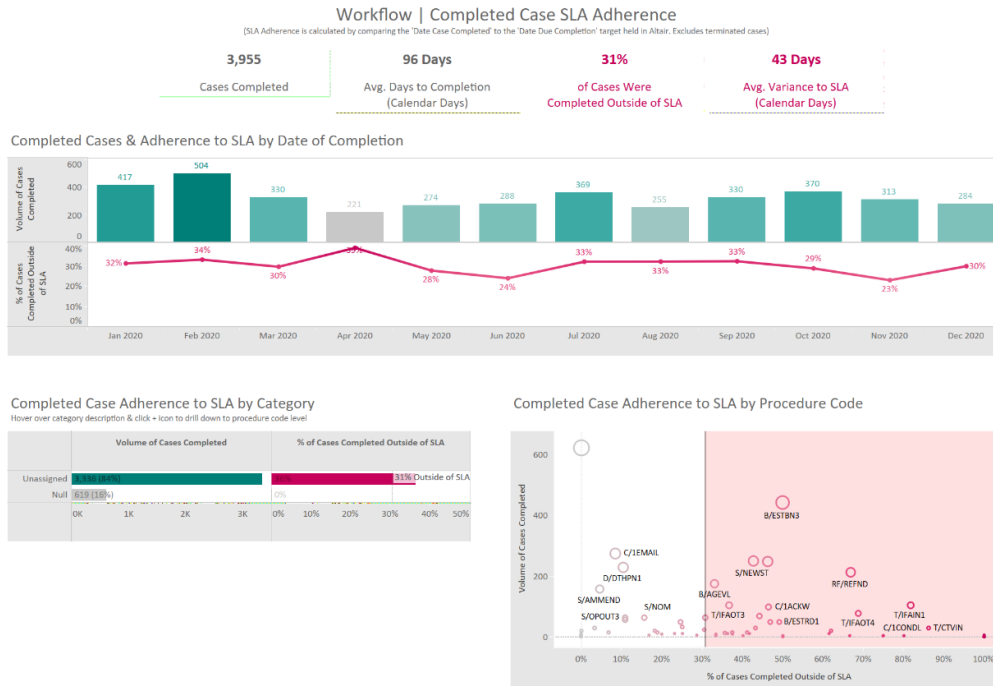 Workflow | Completed Case SLA Adherence
(SLA Adherence is calculated by comparing the 'Date Case Completed' to the 'Date Due Completion' target held in Altair. Excludes terminated cases)
3,955
96 Days
31%
43 Days
Cases Completed
Avg. Days to Completion
(Calendar Days)
of Cases Were
Completed Outside of SLA
Avg. Variance to SLA
(Calendar Days)
Completed Cases & Adherence to SLA by Date of Completion
Volume of Cases
Completed
600
400
200
0
417
504
330
221
274
288
369
255
330
370
313
284
% of Cases
Completed Outside
of SLA
40%
30%
20%
10%
0%
32%
34%
30%
39%
28%
24%
33%
33%
33%
29%
23%
30%
Jan 2020
Feb 2020
Mar 2020
Apr 2020
May 2020
Jun 2020
Jul 2020
Aug 2020
Sep 2020
Oct 2020
Nov 2020
Dec 2020
Completed Case Adherence to SLA by Category
Hover over category description & click + icon to drill down to procedure code level
Volume of Cases Completed
% of Cases Completed Outside of SLA
Unassigned
3,336 (84%)
31% Outside of SLA
Null
619 (16%)
0%
0K
1K
2K
3K
0%
10%
20%
30%
40%
50%
Completed Case Adherence to SLA by Procedure Code
Volume of Cases Completed
600
400
200
0
B/ESTBN3
C/1EMAIL
D/DTHPN1
S/AMMEND
S/OPOUT3
S/NOM
S/NEWST
B/AGEVL
T/IFAOT3
C/1ACKW
B/ESTRD1
RF/REFND
T/IFAOT4
T/IFAIN1
C/1CONDL
T/CTVIN
0%
10%
20%
30%
40%
50%
60%
70%
80%
90%
100%
% of Cases Completed Outside of SLA